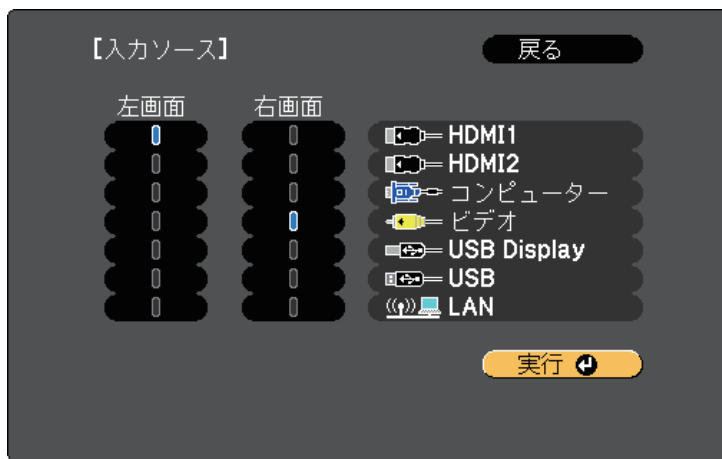 【入力ソース】
戻る
左画面 右画面
HDMI1
HDMI2
コンピューター
ビデオ
USB Display
USB
LAN
実行